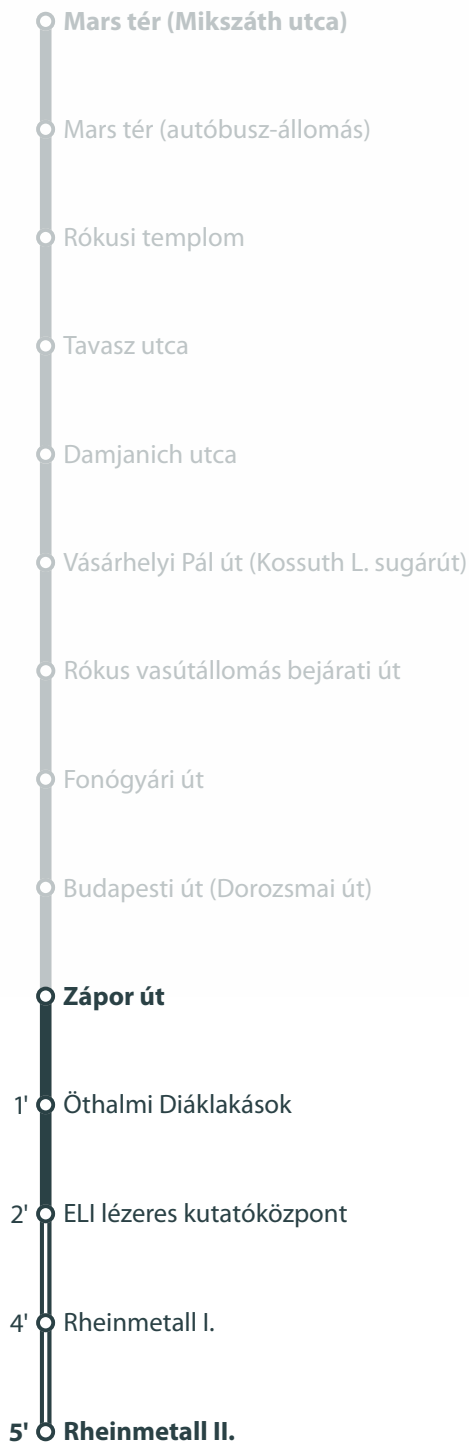 Mars tér (Mikszáth utca)
Mars tér (autóbusz-állomás)
Rókusi templom
Tavasz utca
Damjanich utca
Vásárhelyi Pál út (Kossuth L. sugárút)
Rókus vasútállomás bejárati út
Fonógyári út
Budapesti út (Dorozsmai út)
Zápor út
1' Öthalmi Diáklakások
2' ELI lézeres kutatóközpont
4' Rheinmetall I.
5' Rheinmetall II.